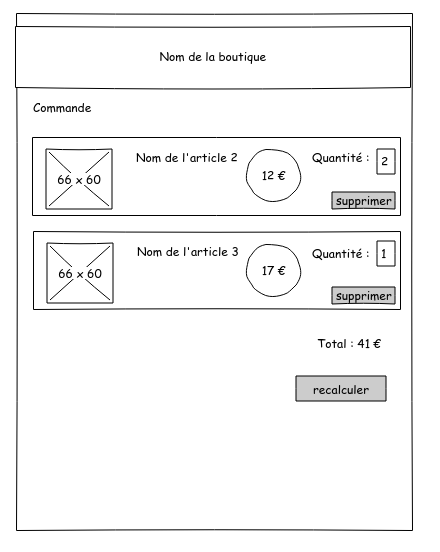 Nom de la boutique
Commande
66 x 60
Nom de l'article 2
12 €
Quantité : 2
supprimer
66 x 60
Nom de l'article 3
17 €
Quantité : 1
supprimer
Total : 41 €
recalculer